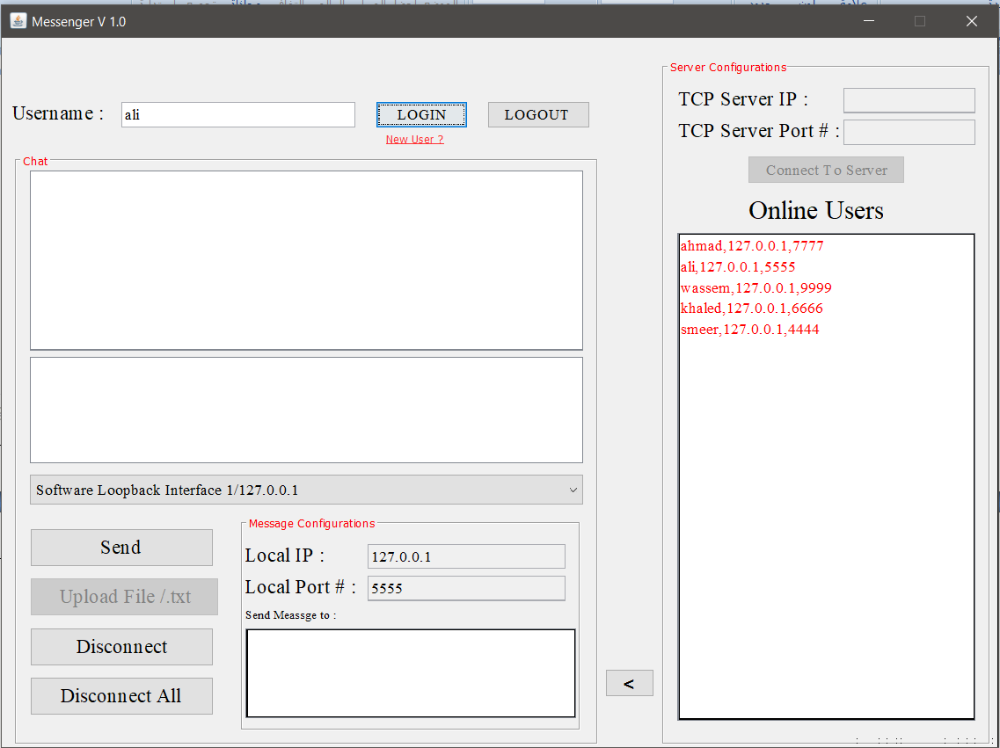 Messenger V 1.0
Username :
ali
LOGIN
LOGOUT
New User ?
Chat
Software Loopback Interface 1/127.0.0.1
Send
Upload File /.txt
Disconnect
Disconnect All
Message Configurations
Local IP :
127.0.0.1
Local Port # :
5555
Send Meassge to :
<
Server Configurations
TCP Server IP :
TCP Server Port # :
Connect To Server
Online Users
ahmad,127.0.0.1,7777
ali,127.0.0.1,5555
wassem,127.0.0.1,9999
khaled,127.0.0.1,6666
smeer,127.0.0.1,4444